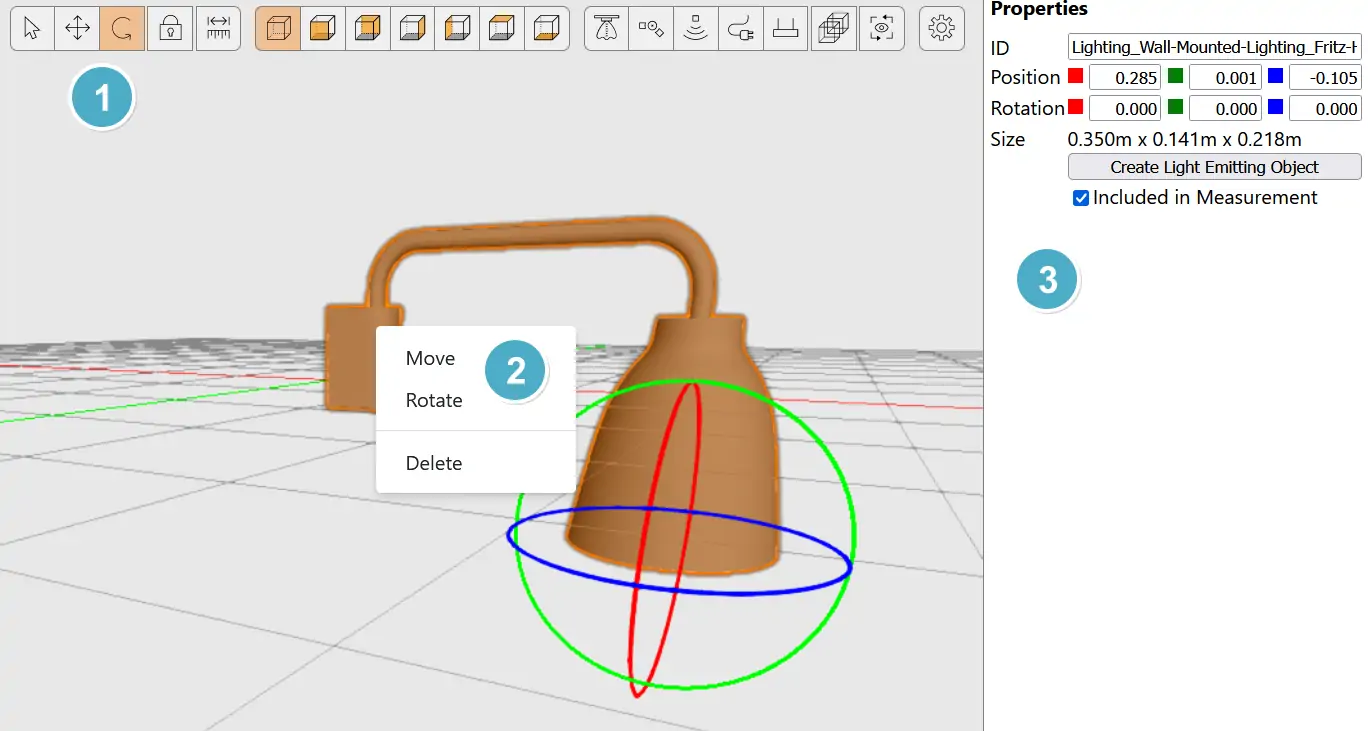 Properties
ID Lighting_Wall-Mounted-Lighting_Fritz-H
Position 0.285 0.001 -0.105
Rotation 0.000 0.000 0.000
Size 0.350m x 0.141m x 0.218m
Create Light Emitting Object
Included in Measurement
1
2
3
Move
Rotate
Delete